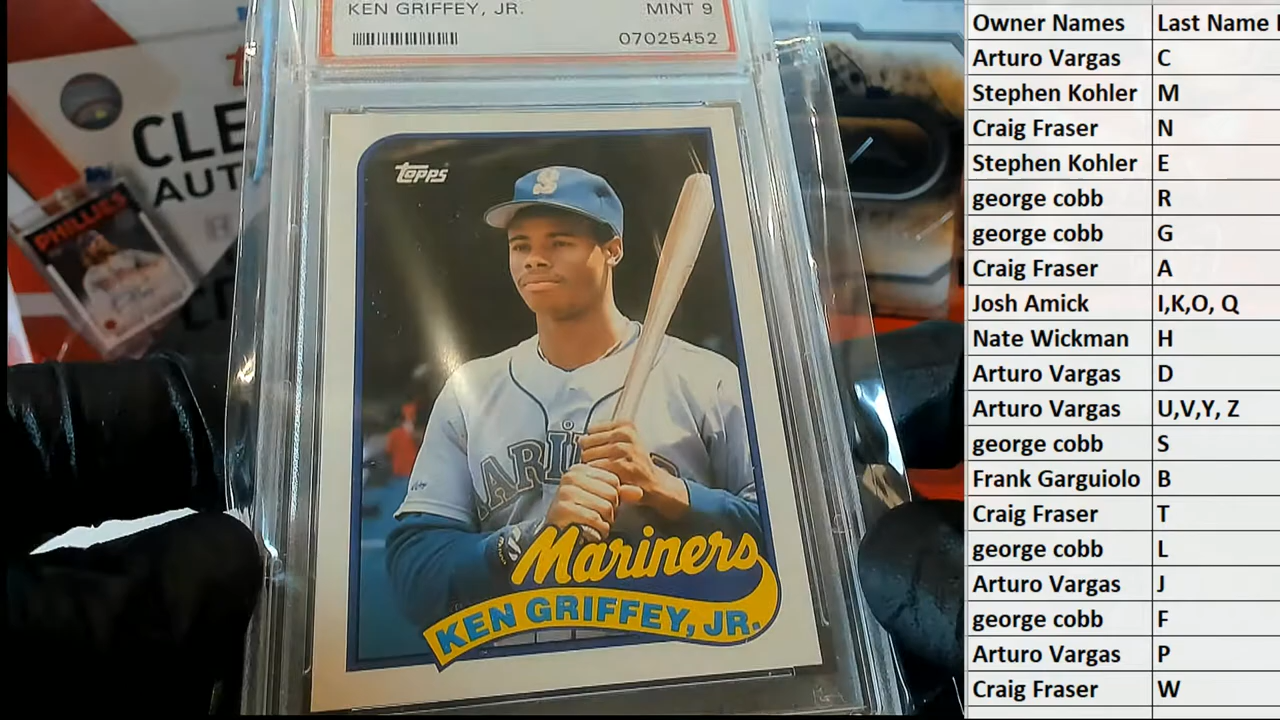 KEN GRIFFEY, JR. MINT 9
07025452
CLE
AUT
PHILLIES
Topps
S
Mariners
KEN GRIFFEY, JR.
Owner Names Last Name
Arturo Vargas C
Stephen Kohler M
Craig Fraser N
Stephen Kohler E
george cobb R
george cobb G
Craig Fraser A
Josh Amick I,K,O, Q
Nate Wickman H
Arturo Vargas D
Arturo Vargas U,V,Y, Z
george cobb S
Frank Garguiolo B
Craig Fraser T
george cobb L
Arturo Vargas J
george cobb F
Arturo Vargas P
Craig Fraser W